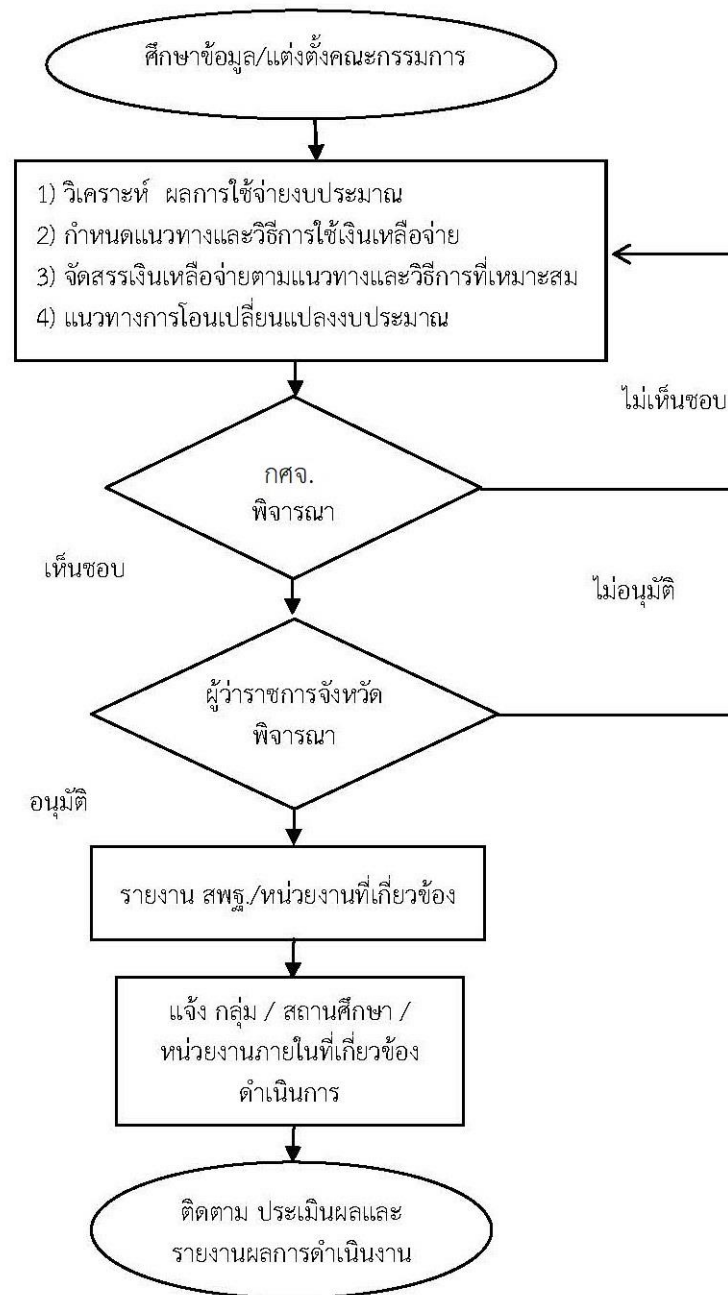 ศึกษาข้อมูล/แต่งตั้งคณะกรรมการ
1) วิเคราะห์ ผลการใช้จ่ายงบประมาณ
2) กำหนดแนวทางและวิธีการใช้เงินเหลือจ่าย
3) จัดสรรเงินเหลือจ่ายตามแนวทางและวิธีการที่เหมาะสม
4) แนวทางการโอนเปลี่ยนแปลงงบประมาณ
ไม่เห็นชอบ
กศจ.
พิจารณา
เห็นชอบ
ไม่อนุมัติ
ผู้ว่าราชการจังหวัด
พิจารณา
อนุมัติ
รายงาน สพฐ./หน่วยงานที่เกี่ยวข้อง
แจ้ง กลุ่ม / สถานศึกษา /
หน่วยงานภายในที่เกี่ยวข้อง
ดำเนินการ
ติดตาม ประเมินผลและ
รายงานผลการดำเนินงาน